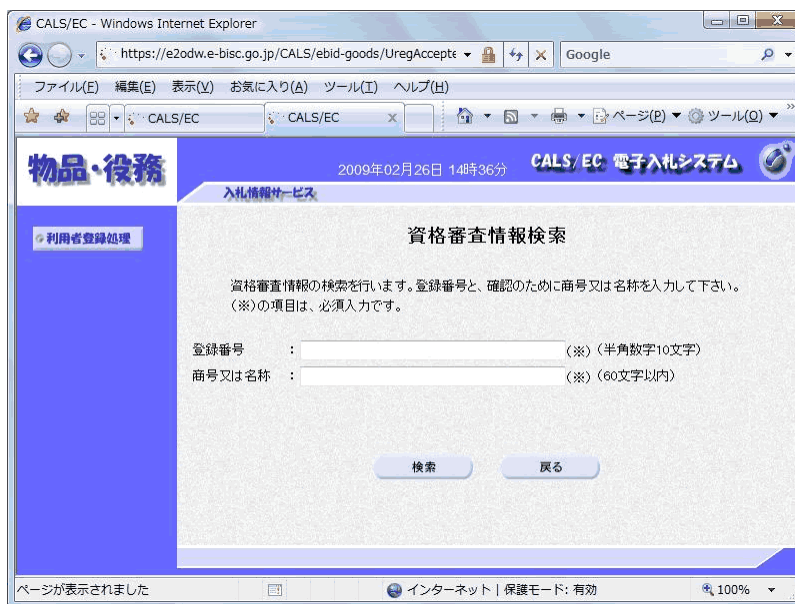 CALS/EC - Windows Internet Explorer
https://e2odw.e-bisc.go.jp/CALS/ebid-goods/UregAccepte
Google
ファイル(F) 編集(E) 表示(V) お気に入り(A) ツール(T) ヘルプ(H)
CALS/EC
CALS/EC
ページ(P)
ツール(O)
物品・役務
2009年02月26日 14時36分
CALS/EC 電子入札システム
入札情報サービス
利用者登録処理
資格審査情報検索
資格審査情報の検索を行います。登録番号と、確認のために商号又は名称を入力して下さい。
(※)の項目は、必須入力です。
登録番号 : (※) (半角数字10文字)
商号又は名称 : (※) (60文字以内)
検索
戻る
ページが表示されました
インターネット | 保護モード: 有効
100%